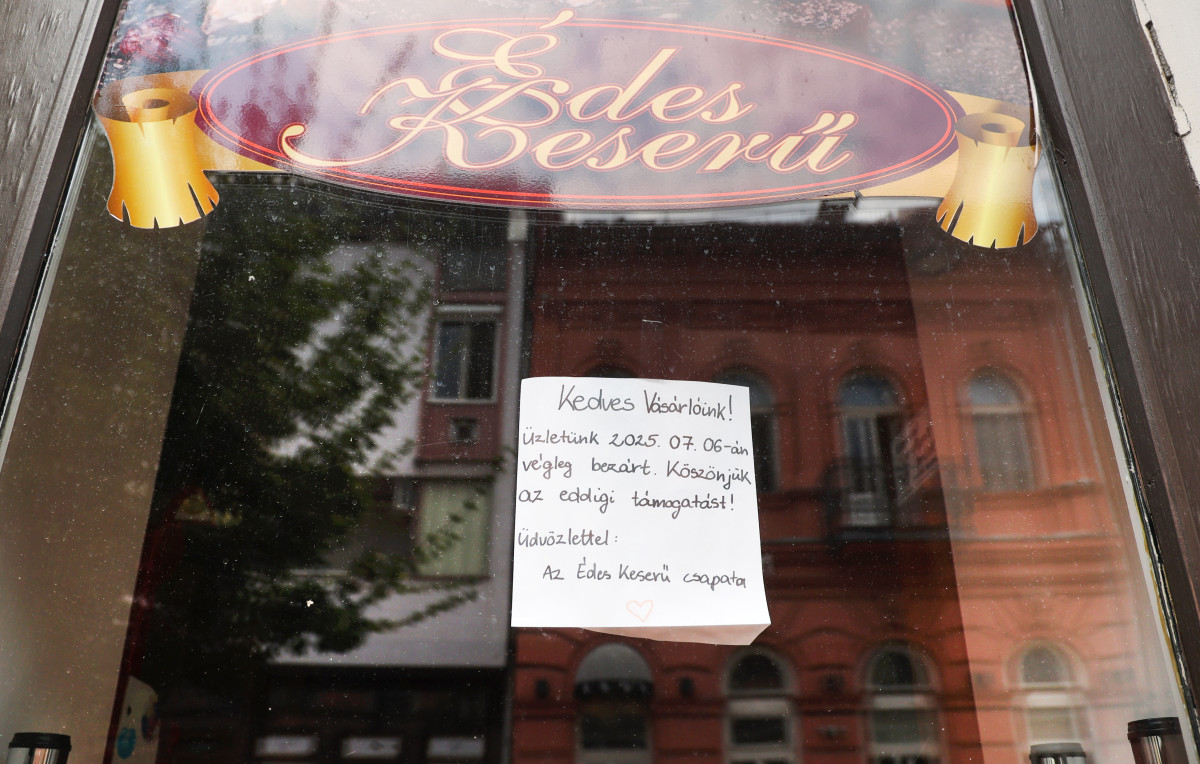 Édes
Keserű
Kedves Vásárlóink!
Üzletünk 2025. 07. 06-án
végleg bezárt. Köszönjük
az eddigi támogatást!
Üdvözlettel:
Az Édes Keserű csapata